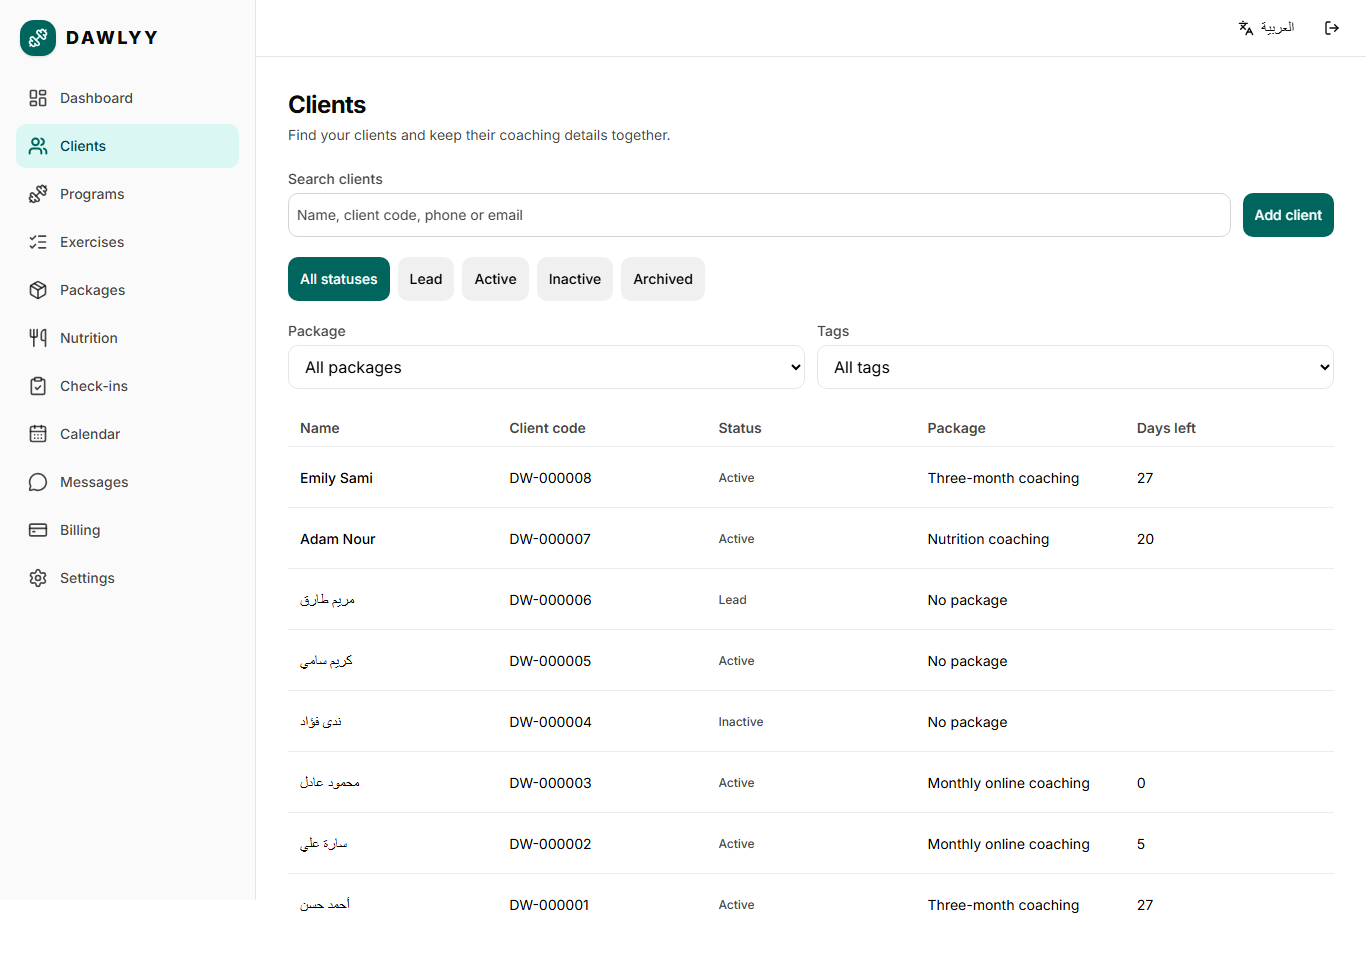 DAWLYY
العربية
Dashboard
Clients
Programs
Exercises
Packages
Nutrition
Check-ins
Calendar
Messages
Billing
Settings
Clients
Find your clients and keep their coaching details together.
Search clients
Name, client code, phone or email
Add client
All statuses Lead Active Inactive Archived
Package Tags
All packages All tags
Name Client code Status Package Days left
Emily Sami DW-000008 Active Three-month coaching 27
Adam Nour DW-000007 Active Nutrition coaching 20
مريم طارق DW-000006 Lead No package
كريم سامي DW-000005 Active No package
ندى فؤاد DW-000004 Inactive No package
محمود عادل DW-000003 Active Monthly online coaching 0
سارة علي DW-000002 Active Monthly online coaching 5
أحمد حسن DW-000001 Active Three-month coaching 27